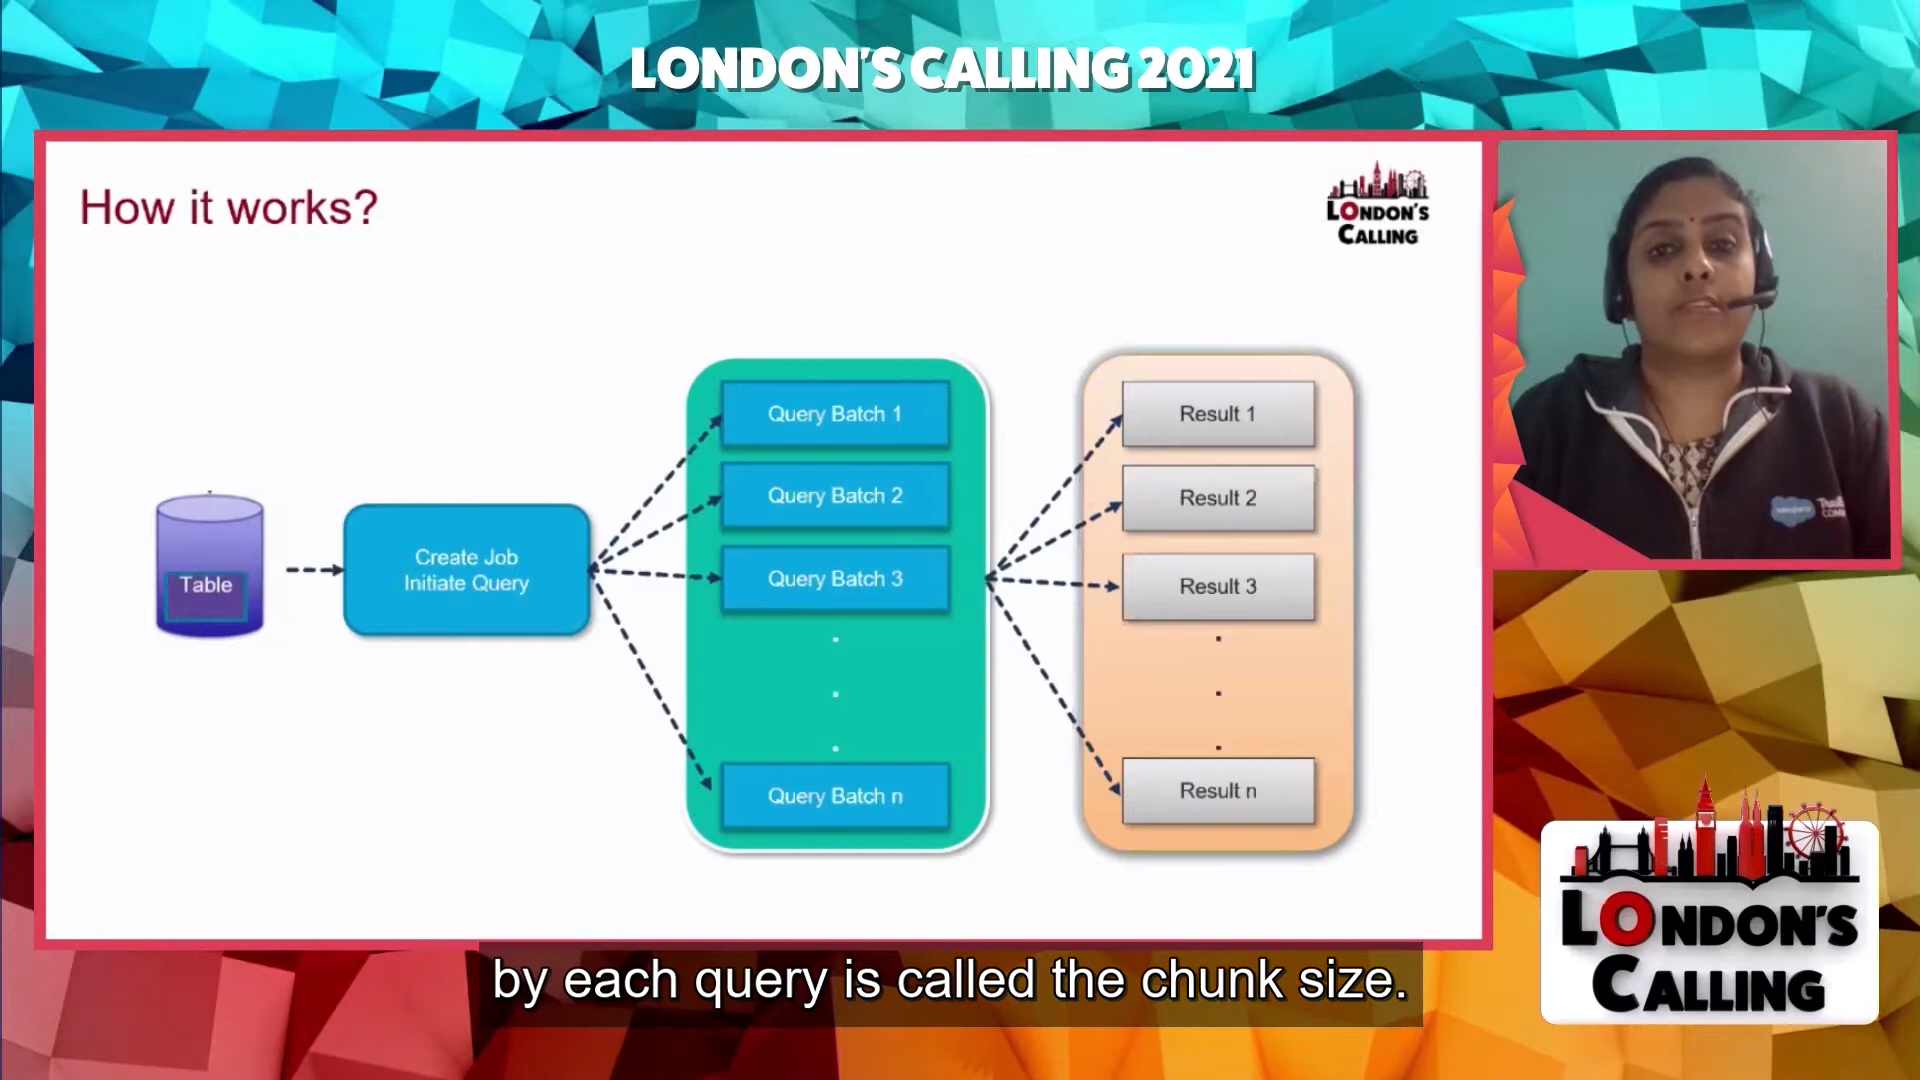 LONDON'S CALLING 2021
How it works?
LONDON'S
CALLING
Table
Create Job
Initiate Query
Query Batch 1
Query Batch 2
Query Batch 3
.
.
.
Query Batch n
Result 1
Result 2
Result 3
.
.
.
Result n
salesforce
LONDON'S
CALLING
by each query is called the chunk size.